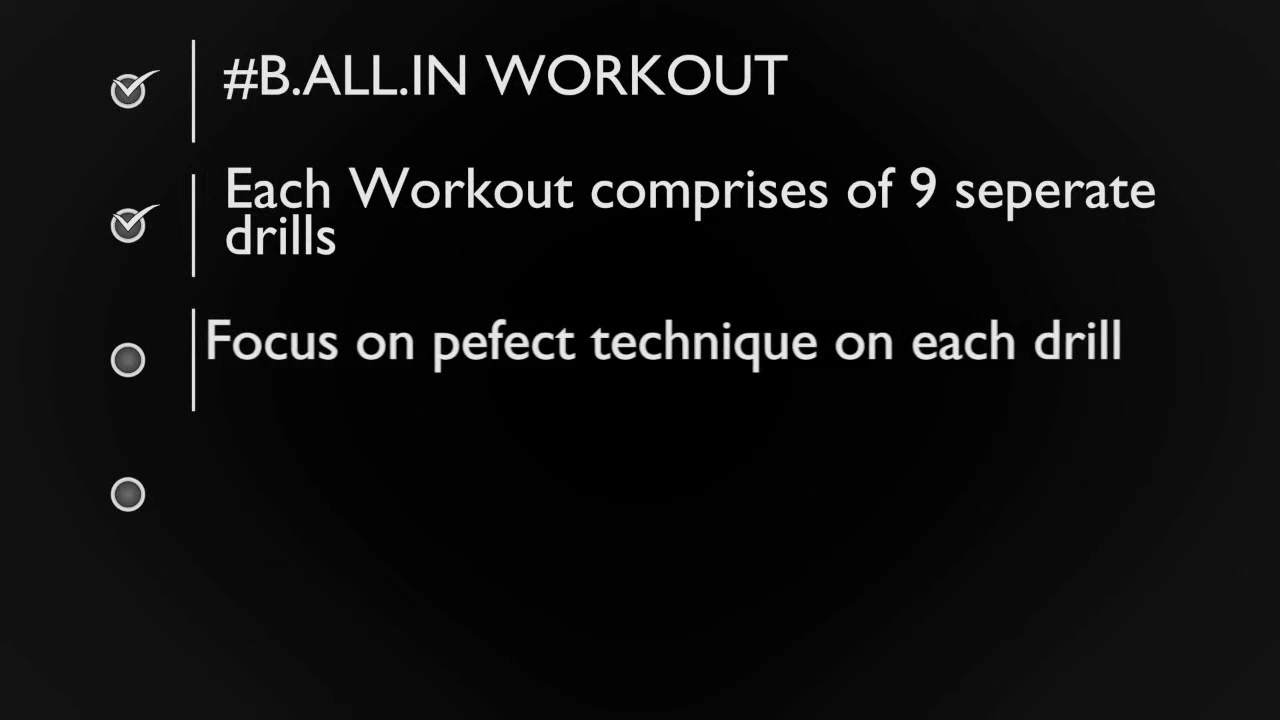 #B.ALL.IN WORKOUT
Each Workout comprises of 9 seperate
drills
Focus on pefect technique on each drill